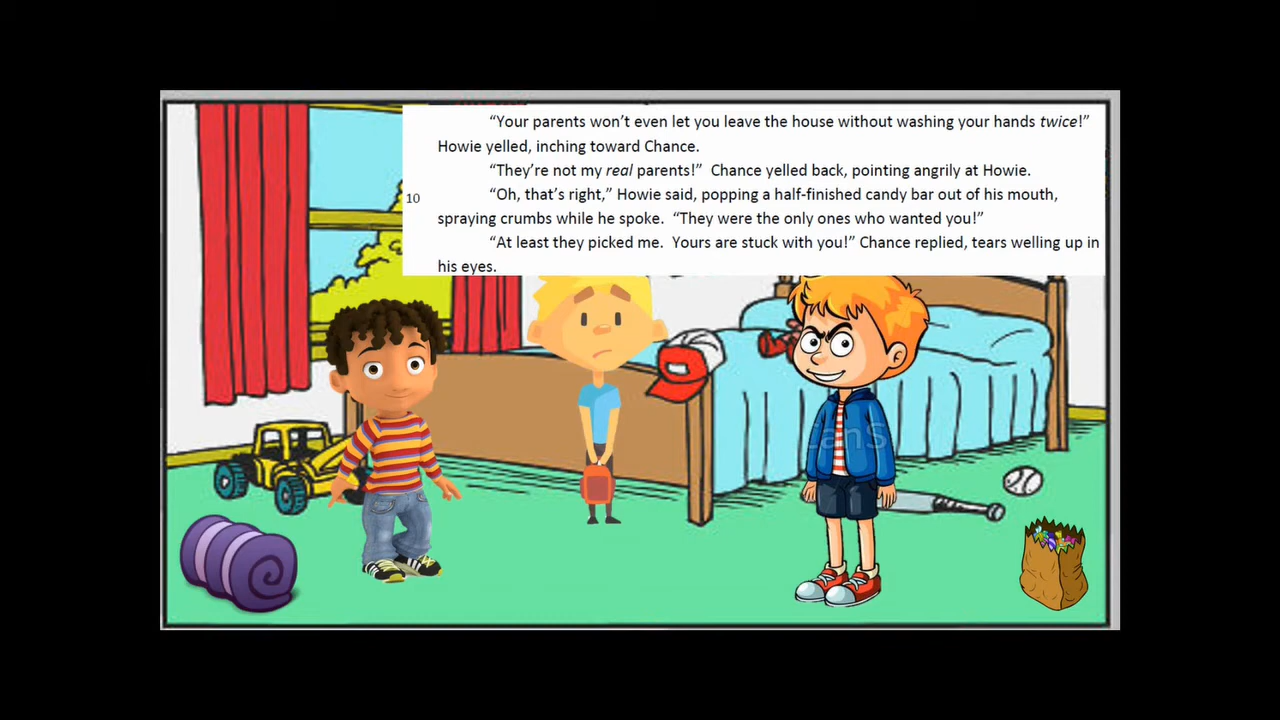 “Your parents won’t even let you leave the house without washing your hands twice!”
Howie yelled, inching toward Chance.
“They’re not my real parents!”  Chance yelled back, pointing angrily at Howie.
10 “Oh, that’s right,” Howie said, popping a half-finished candy bar out of his mouth,
spraying crumbs while he spoke.  “They were the only ones who wanted you!”
“At least they picked me.  Yours are stuck with you!” Chance replied, tears welling up in
his eyes.